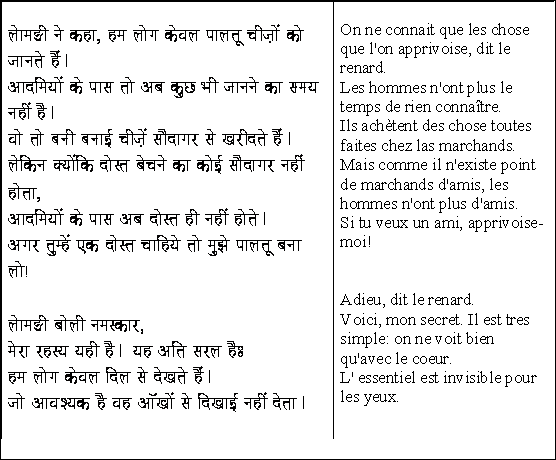 लेामड़ी ने कहा, हम लोग केवल पालतू चीज़ों को
जानते हैं।
आदमियों के पास तो अब कुछ भी जानने का समय
नहीं है।
वो तो बनी बनाई चीज़ें सौदागर से खरीदते हैं।
लेकिन क्योंकि दोस्त बेचने का कोई सौदागर नहीं
होता,
आदमियों के पास अब दोस्त ही नहीं होते।
अगर तुम्हें एक दोस्त चाहिये तो मुझे पालतू बना
लो।
लेामड़ी बोली नमस्कार,
मेरा रहस्य यही है। यह अति सरल हैः
हम लोग केवल दिल से देखते हैं।
जो आवश्यक है वह आँखों से दिखाई नहीं देता।
On ne connait que les chose
que l'on apprivoise, dit le
renard.
Les hommes n'ont plus le
temps de rien connaître.
Ils achètent des chose toutes
faites chez las marchands.
Mais comme il n'existe point
de marchands d'amis, les
hommes n'ont plus d'amis.
Si tu veux un ami, apprivoise-
moi!
Adieu, dit le renard.
Voici, mon secret. Il est tres
simple: on ne voit bien
qu'avec le coeur.
L' essentiel est invisible pour
les yeux.